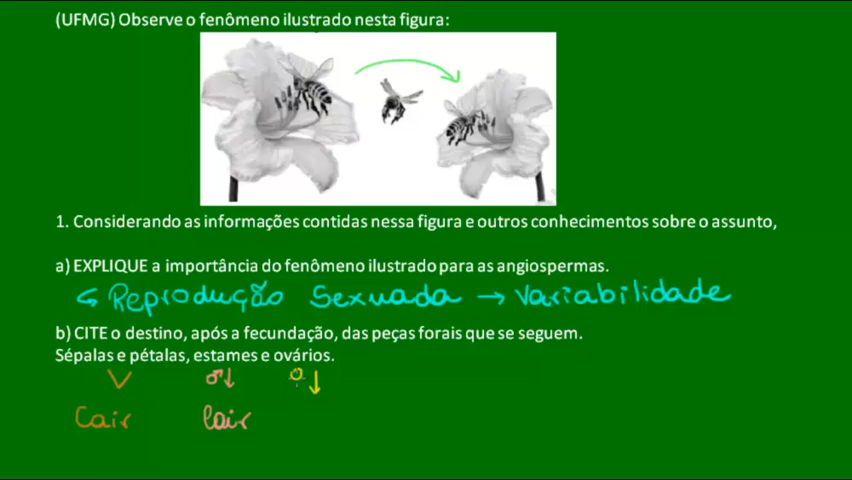 (UFMG) Observe o fenômeno ilustrado nesta figura:
1. Considerando as informações contidas nessa figura e outros conhecimentos sobre o assunto,
a) EXPLIQUE a importância do fenômeno ilustrado para as angiospermas.
↳ Reprodução Sexuada → Variabilidade
b) CITE o destino, após a fecundação, das peças forais que se seguem.
Sépalas e pétalas, estames e ovários.
♂↓ ♀↓
Cair Cair